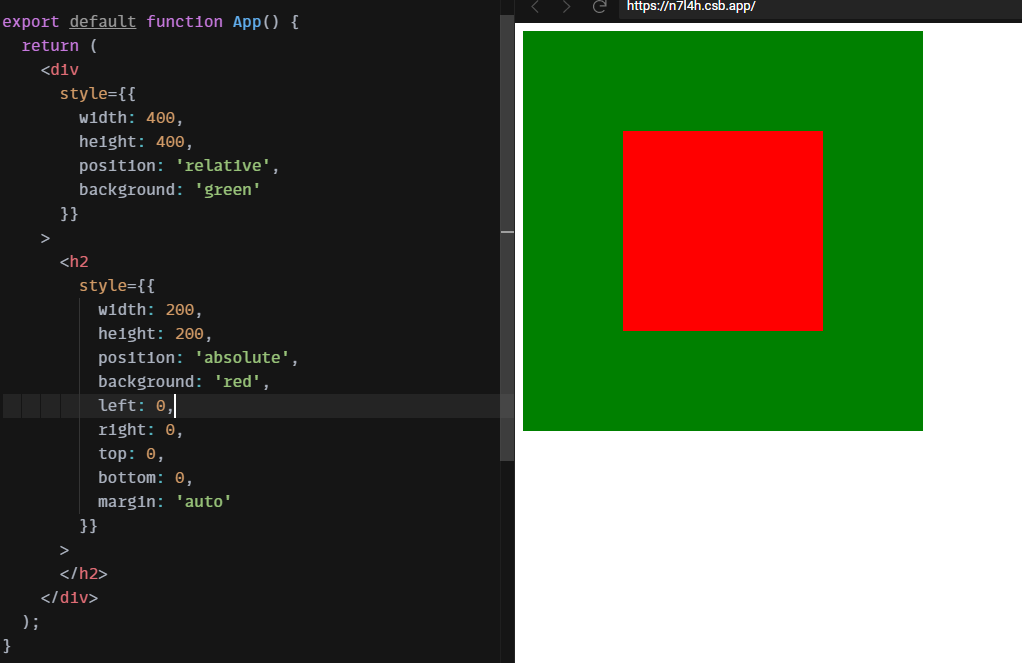 export default function App() {
https://n7l4h.csb.app/
return (
<div
style={{
width: 400,
height: 400,
position: 'relative',
background: 'green'
}}
>
<h2
style={{
width: 200,
height: 200,
position: 'absolute',
background: 'red',
left: 0,
right: 0,
top: 0,
bottom: 0,
margin: 'auto'
}}
>
</h2>
</div>
);
}